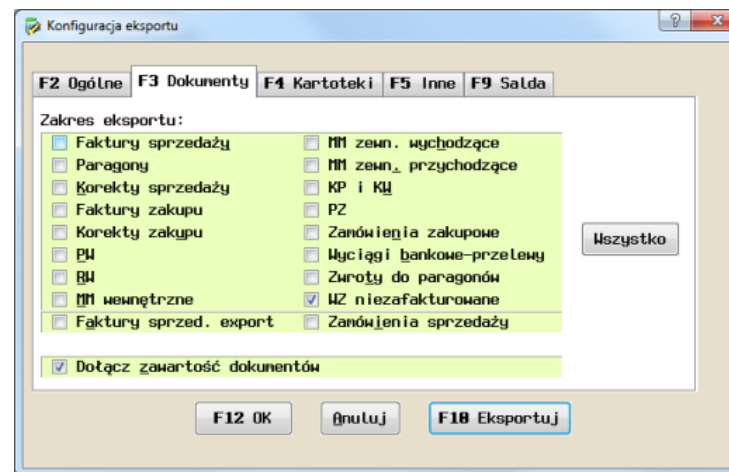 Konfiguracja eksportu
F2 Ogólne F3 Dokumenty F4 Kartoteki F5 Inne F9 Salda
Zakres eksportu:
Faktury sprzedaży
Paragony
Korekty sprzedaży
Faktury zakupu
Korekty zakupu
PW
RW
MM wewnętrzne
Faktury sprzed. export
MM zewn. wychodzące
MM zewn. przychodzące
KP i KW
PZ
Zamówienia zakupowe
Wyciągi bankowe-przelewy
Zwroty do paragonów
WZ niezafakturowane
Zamówienia sprzedaży
Wszystko
Dołącz zawartość dokumentów
F12 OK Anuluj F10 Eksportuj